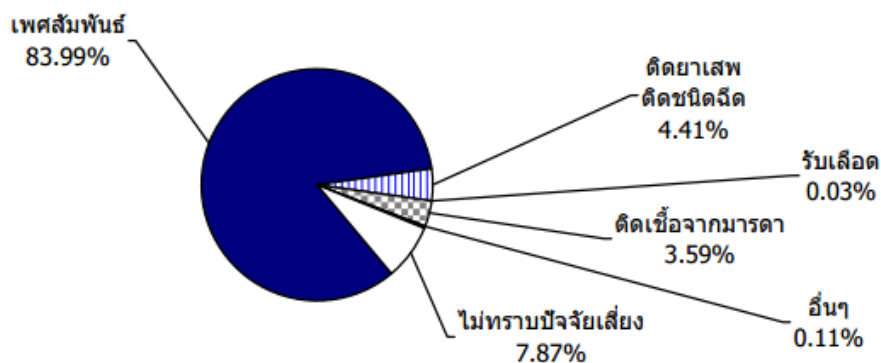 เพศสัมพันธ์
83.99%
ติดยาเสพ
ติดชนิดฉีด
4.41%
รับเลือด
0.03%
ติดเชื้อจากมารดา
3.59%
อื่นๆ
0.11%
ไม่ทราบปัจจัยเสี่ยง
7.87%